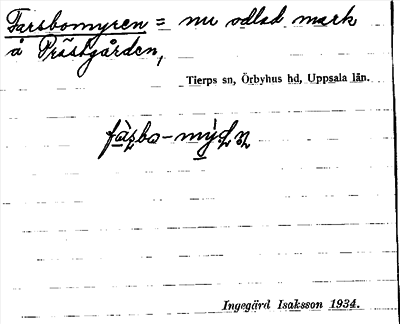 Farsbomyren = nu odlad mark
å Prästgården,
Tierps sn, Örbyhus hd, Uppsala län.
Ingegärd Isaksson 1934.